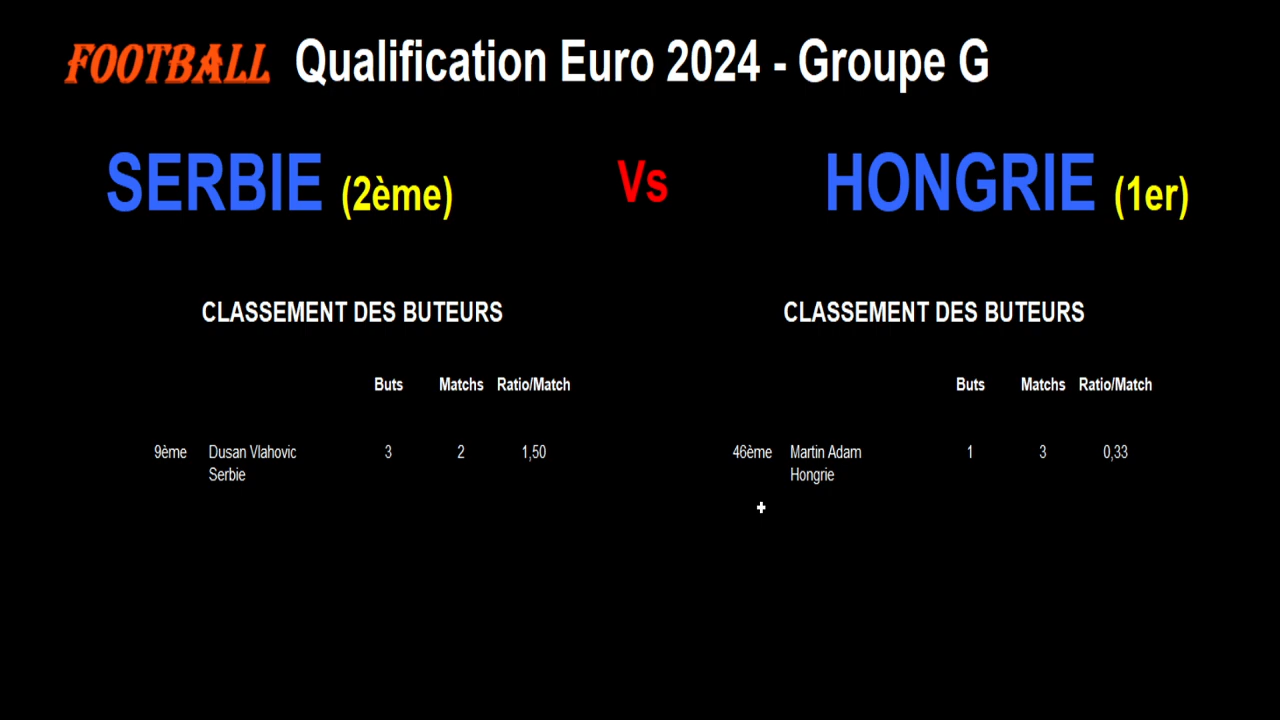 FOOTBALL Qualification Euro 2024 - Groupe G
SERBIE (2ème) Vs HONGRIE (1er)
CLASSEMENT DES BUTEURS CLASSEMENT DES BUTEURS
Buts Matchs Ratio/Match Buts Matchs Ratio/Match
9ème Dusan Vlahovic 3 2 1,50 46ème Martin Adam 1 3 0,33
Serbie Hongrie